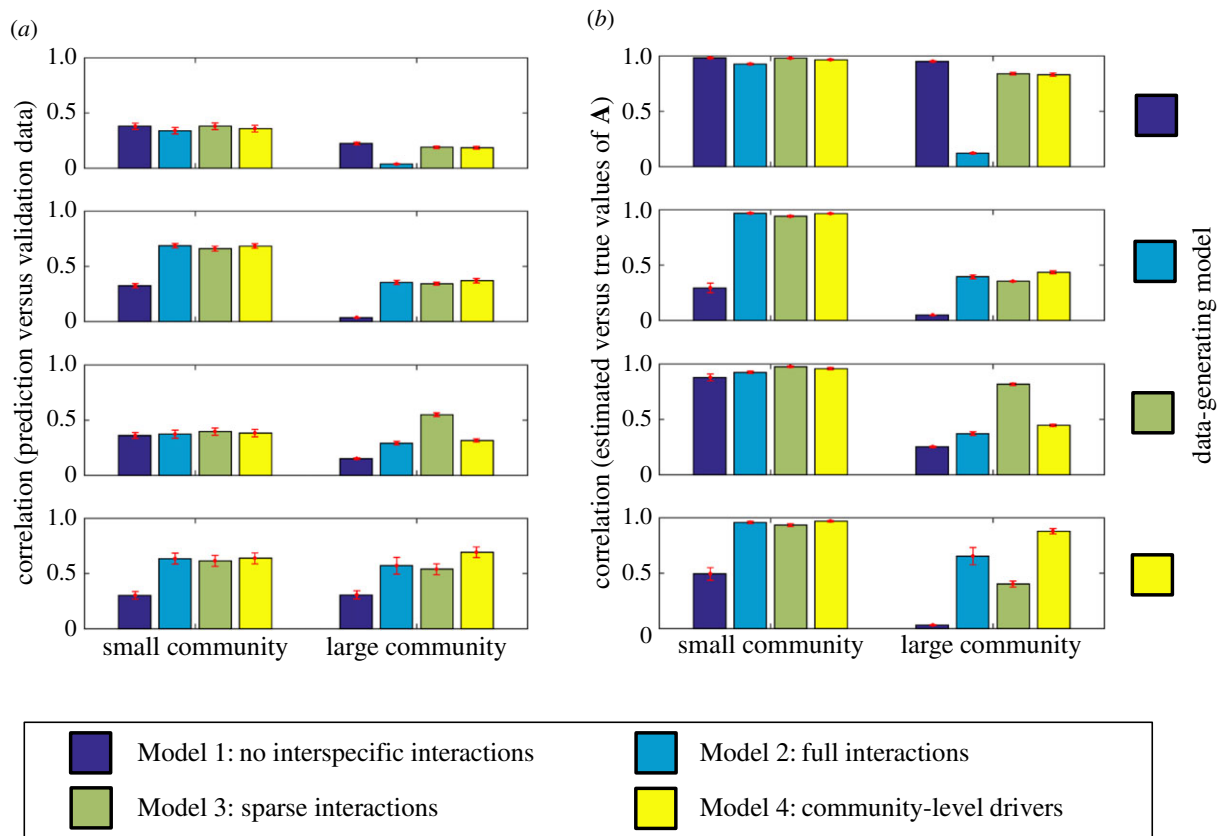 (a)
(b)
correlation (prediction versus validation data)
1.0
0.5
0
1.0
0.5
0
1.0
0.5
0
1.0
0.5
0
small community
large community
correlation (estimated versus true values of A)
1.0
0.5
0
1.0
0.5
0
1.0
0.5
0
1.0
0.5
0
small community
large community
data-generating model
Model 1: no interspecific interactions
Model 2: full interactions
Model 3: sparse interactions
Model 4: community-level drivers